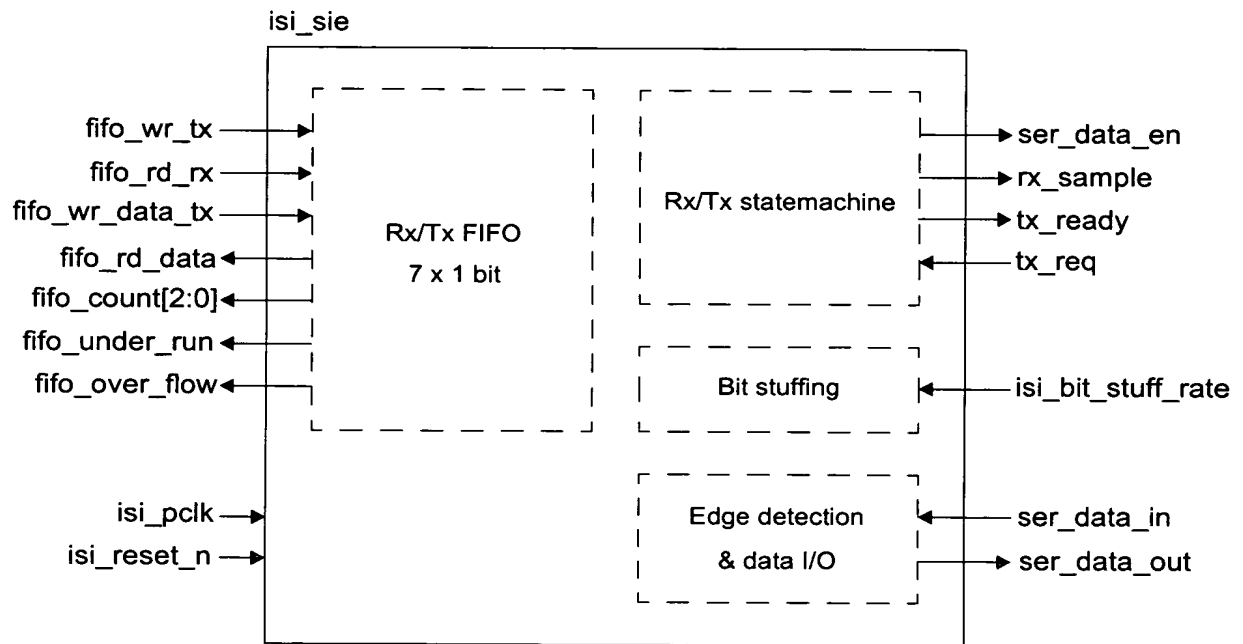 isi_sie
fifo_wr_tx
fifo_rd_rx
fifo_wr_data_tx
fifo_rd_data
fifo_count[2:0]
fifo_under_run
fifo_over_flow
isi_pclk
isi_reset_n
Rx/Tx FIFO
7 x 1 bit
Rx/Tx statemachine
Bit stuffing
Edge detection
& data I/O
ser_data_en
rx_sample
tx_ready
tx_req
isi_bit_stuff_rate
ser_data_in
ser_data_out